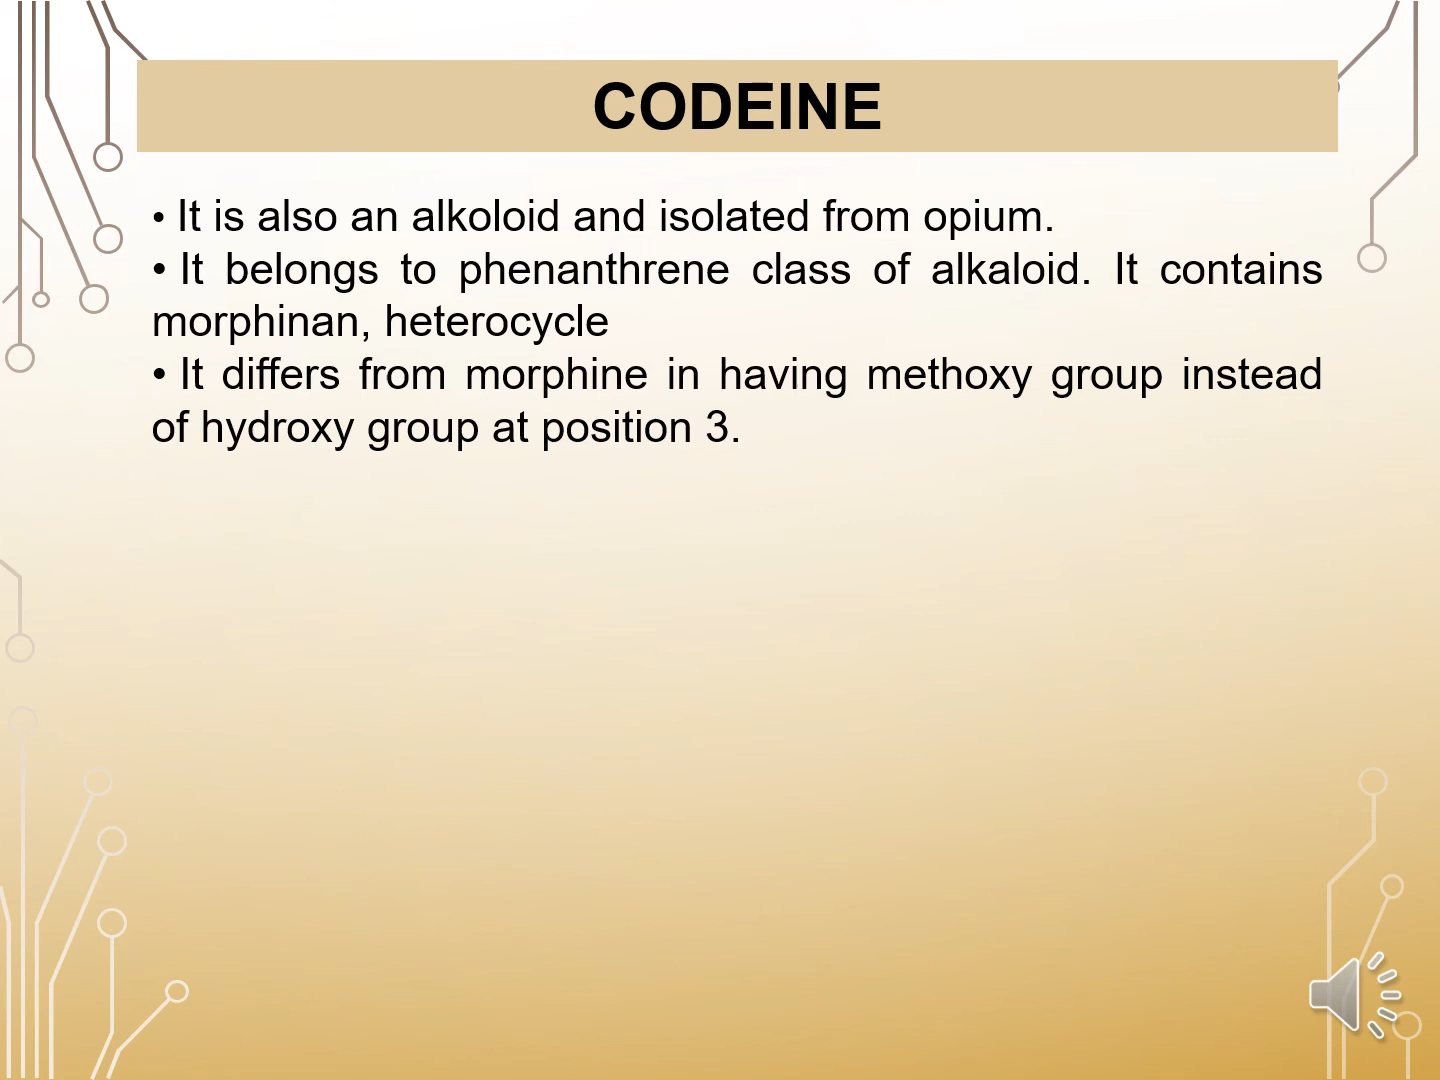 CODEINE
• It is also an alkoloid and isolated from opium.
• It belongs to phenanthrene class of alkaloid. It contains
morphinan, heterocycle
• It differs from morphine in having methoxy group instead
of hydroxy group at position 3.